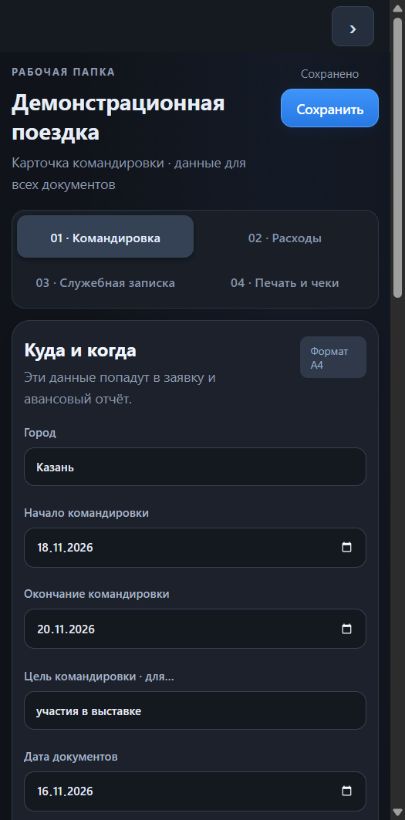 РАБОЧАЯ ПАПКА
Сохранено
Демонстрационная
поездка
Сохранить
Карточка командировки · данные для
всех документов
01 · Командировка
02 · Расходы
03 · Служебная записка
04 · Печать и чеки
Куда и когда
Формат
А4
Эти данные попадут в заявку и
авансовый отчёт.
Город
Казань
Начало командировки
18.11.2026
Окончание командировки
20.11.2026
Цель командировки · для...
участия в выставке
Дата документов
16.11.2026